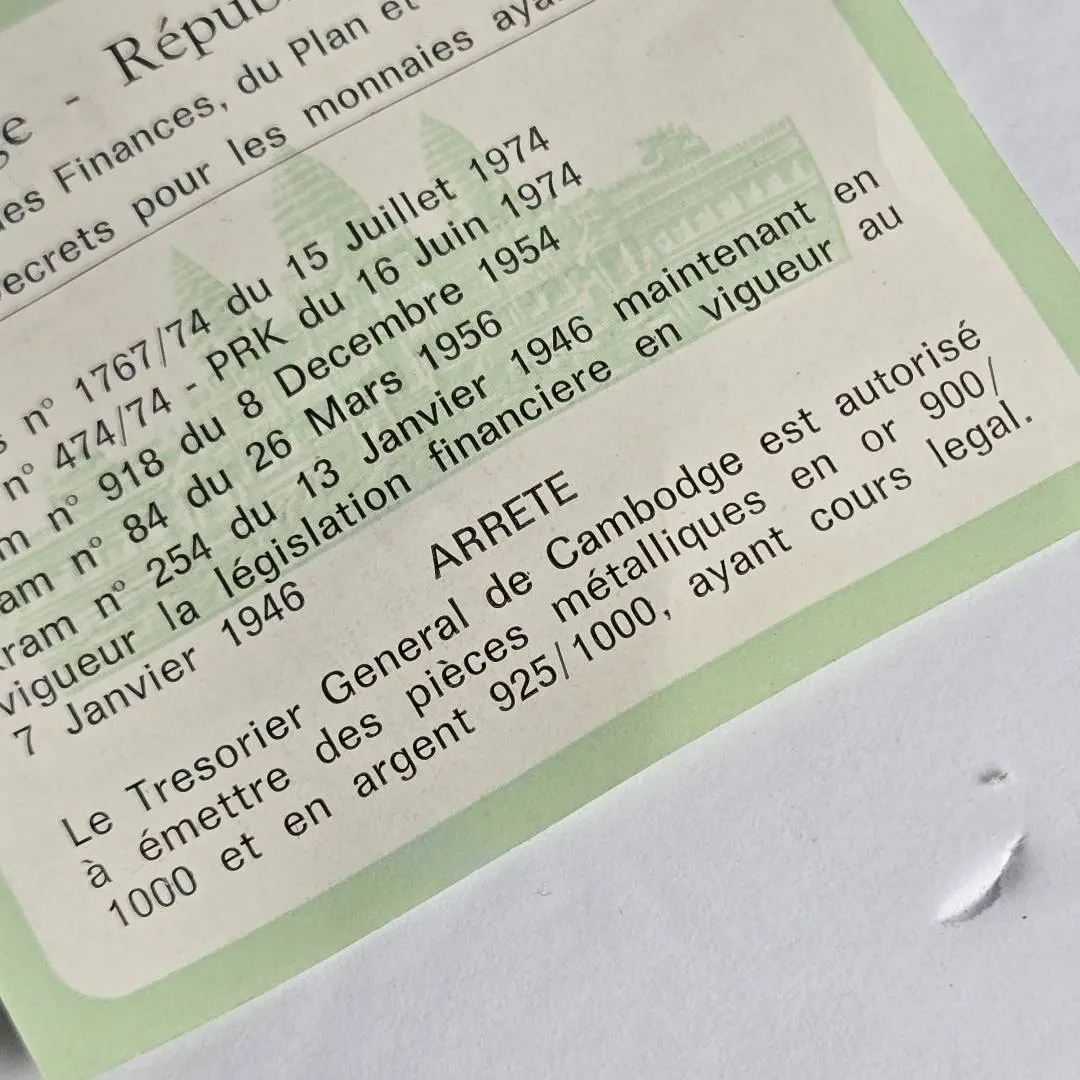 - Répu
es Finances, du Plan et
ecrets pour les monnaies aya
s n° 1767/74 du 15 Juillet 1974
n° 474/74 - PRK du 16 Juin 1974
m n° 918 du 8 Decembre 1954
am n° 84 du 26 Mars 1956
ram n° 254 du 13 Janvier 1946 maintenant en
vigueur la législation financiere en vigueur au
7 Janvier 1946
ARRETE
Le Tresorier General de Cambodge est autorisé
à émettre des pièces métalliques en or 900/
1000 et en argent 925/1000, ayant cours legal.